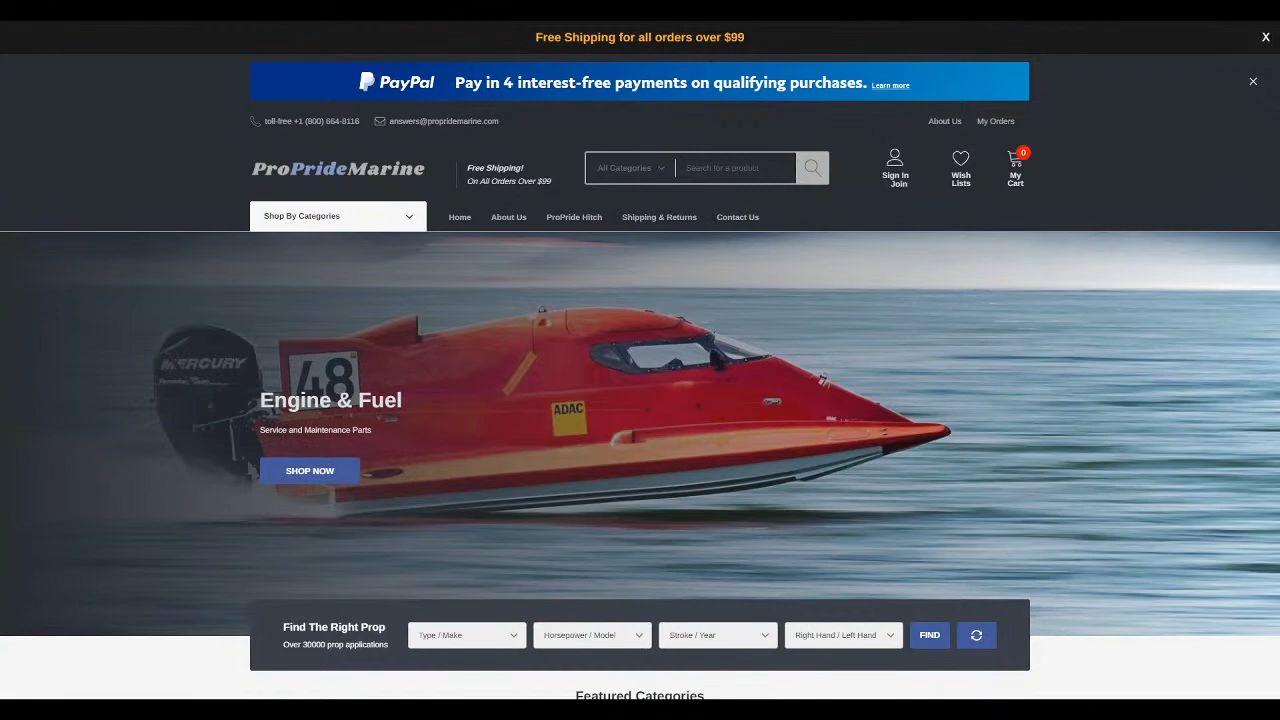 Free Shipping for all orders over $99
X
PayPal Pay in 4 interest-free payments on qualifying purchases. Learn more
toll-free +1 (800) 664-8116 answers@propridemarine.com About Us My Orders
ProPrideMarine
Free Shipping!
On All Orders Over $99
All Categories Search for a product
Sign In
Join
Wish
Lists
0
My
Cart
Shop By Categories Home About Us ProPride Hitch Shipping & Returns Contact Us
MERCURY
48
ADAC
Engine & Fuel
Service and Maintenance Parts
SHOP NOW
Find The Right Prop
Over 30000 prop applications
Type / Make Horsepower / Model Stroke / Year Right Hand / Left Hand FIND
Featured Categories